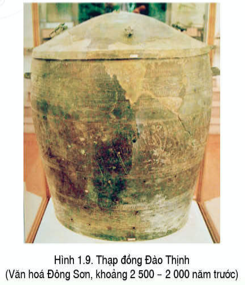 Hình 1.9. Thạp đồng Đào Thịnh
(Văn hoá Đông Sơn, khoảng 2 500 – 2 000 năm trước)